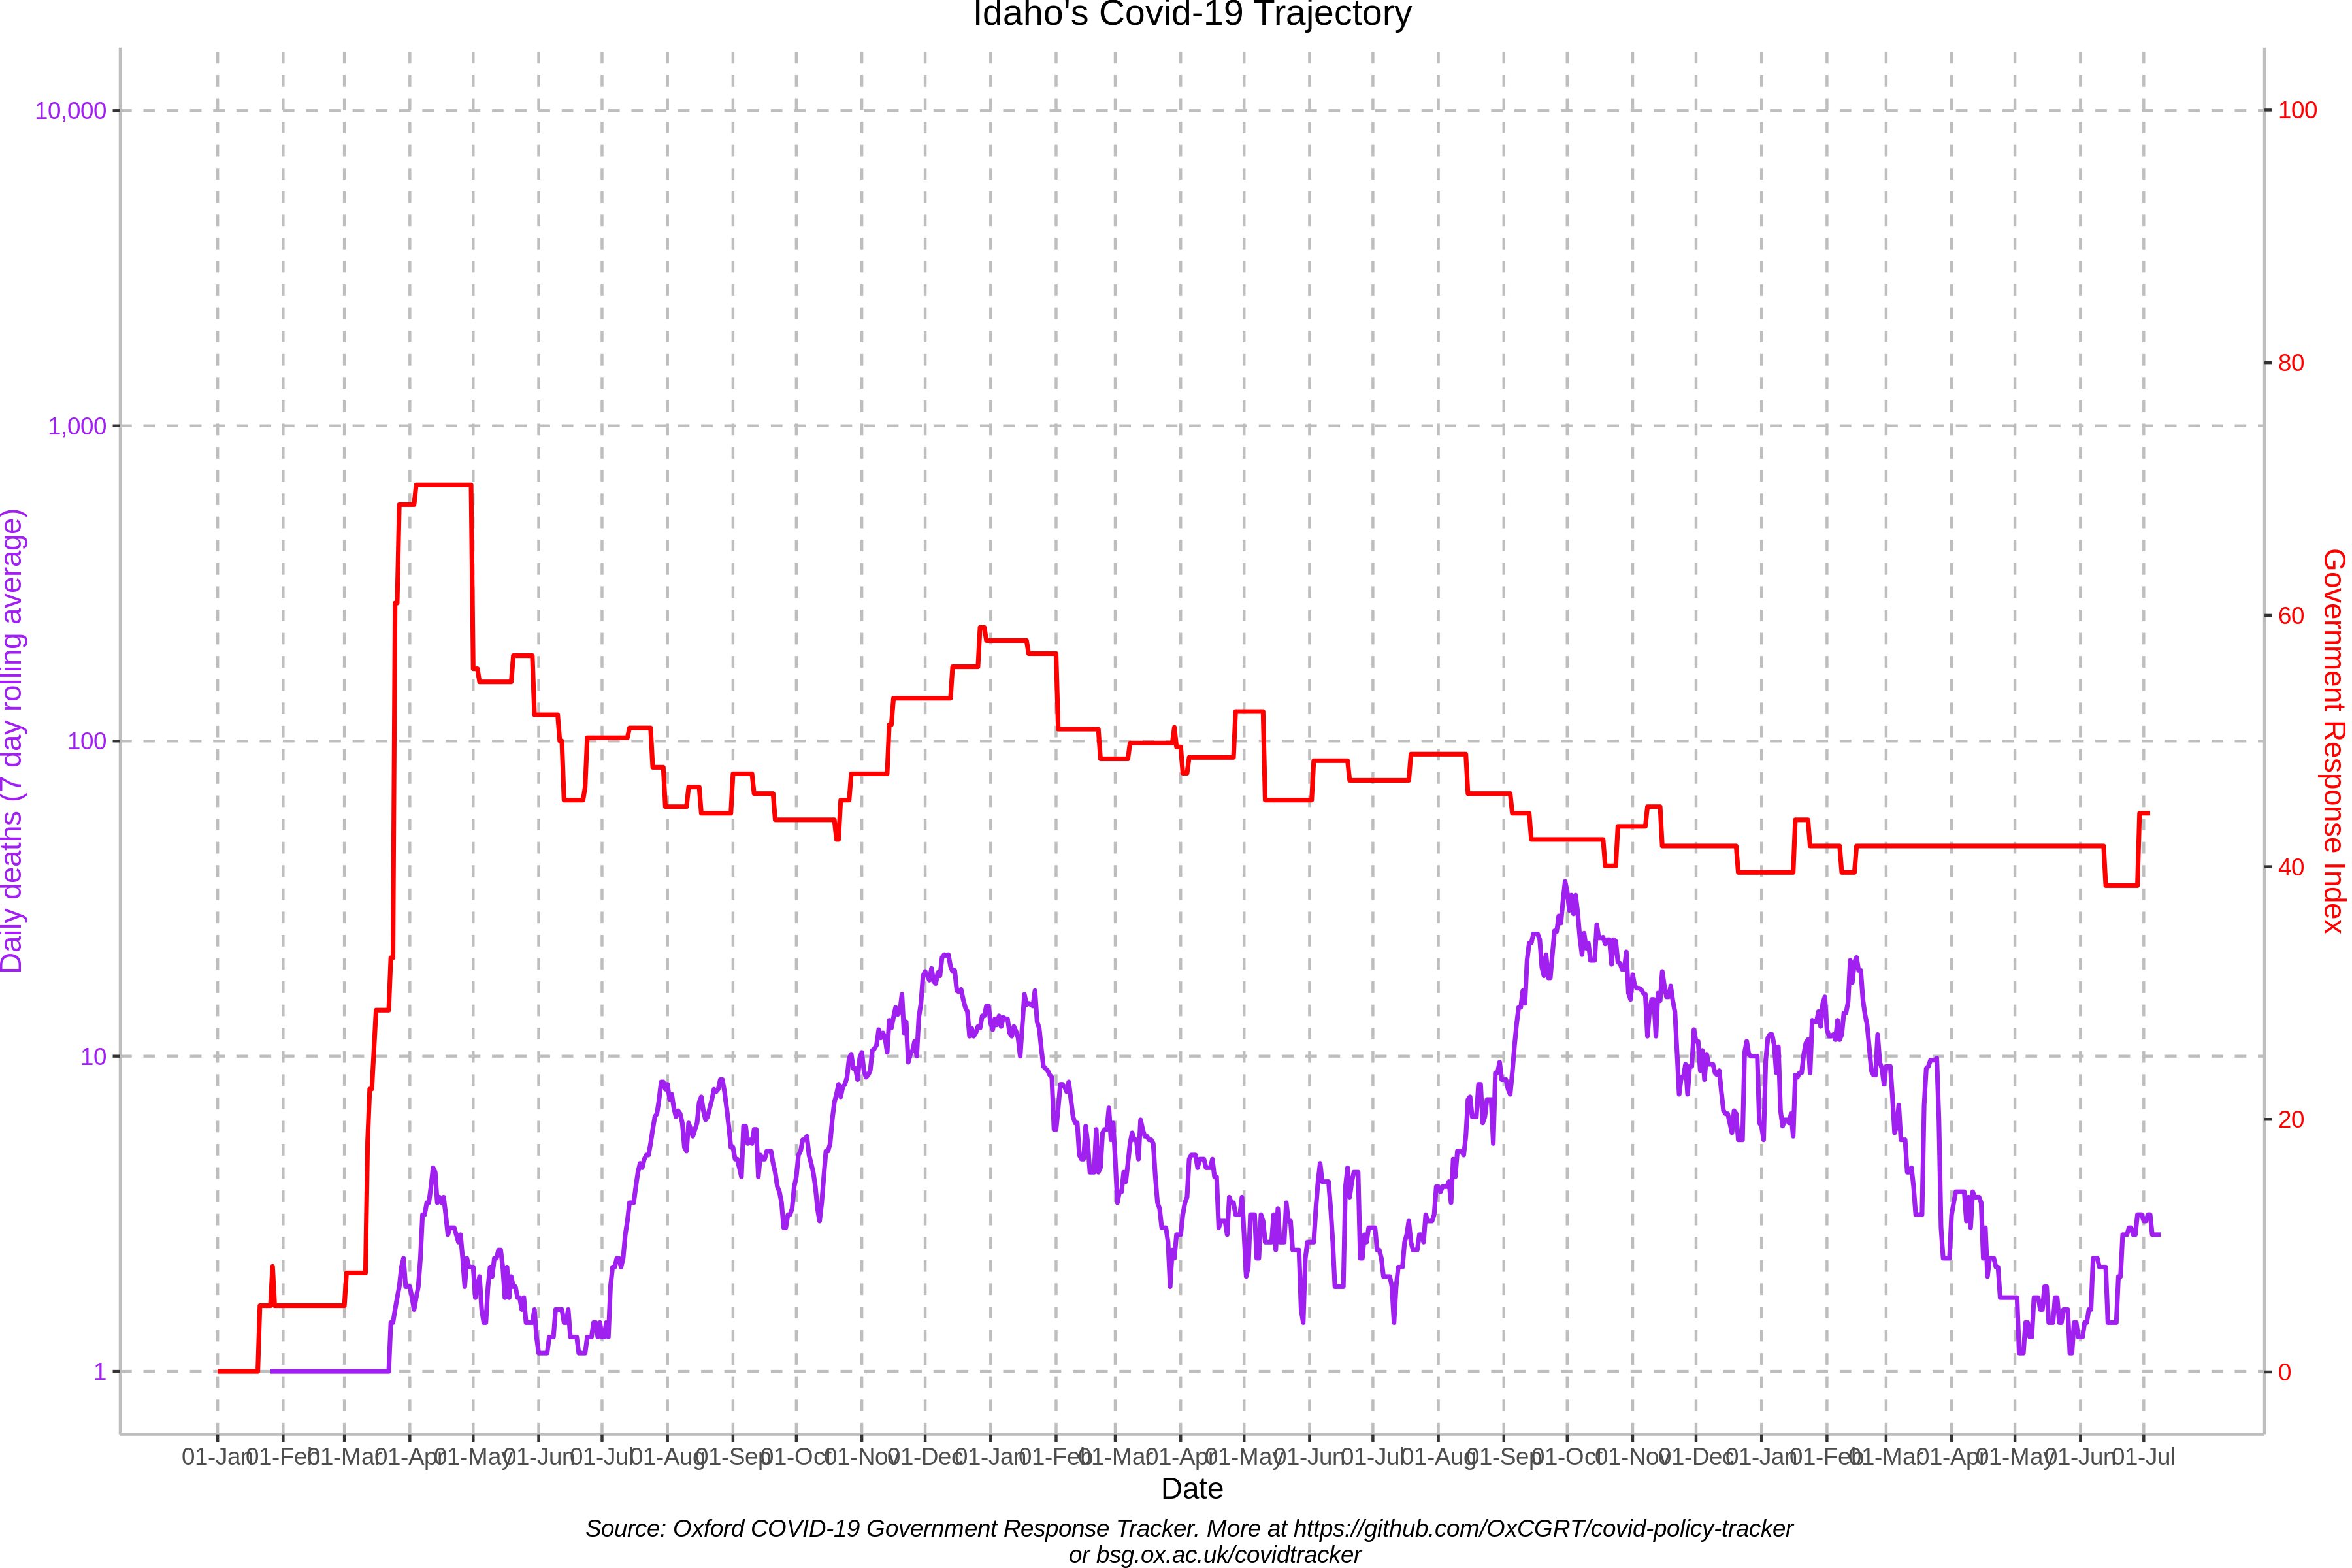 Idaho's Covid-19 Trajectory
10,000
1,000
100
10
1
Daily deaths (7 day rolling average)
100
80
60
40
20
0
Government Response Index
01-Jan
01-Feb
01-Mar
01-Apr
01-May
01-Jun
01-Jul
01-Aug
01-Sep
01-Oct
01-Nov
01-Dec
01-Jan
01-Feb
01-Mar
01-Apr
01-May
01-Jun
01-Jul
01-Aug
01-Sep
01-Oct
01-Nov
01-Dec
01-Jan
01-Feb
01-Mar
01-Apr
01-May
01-Jun
01-Jul
Date
Source: Oxford COVID-19 Government Response Tracker. More at https://github.com/OxCGRT/covid-policy-tracker
or bsg.ox.ac.uk/covidtracker